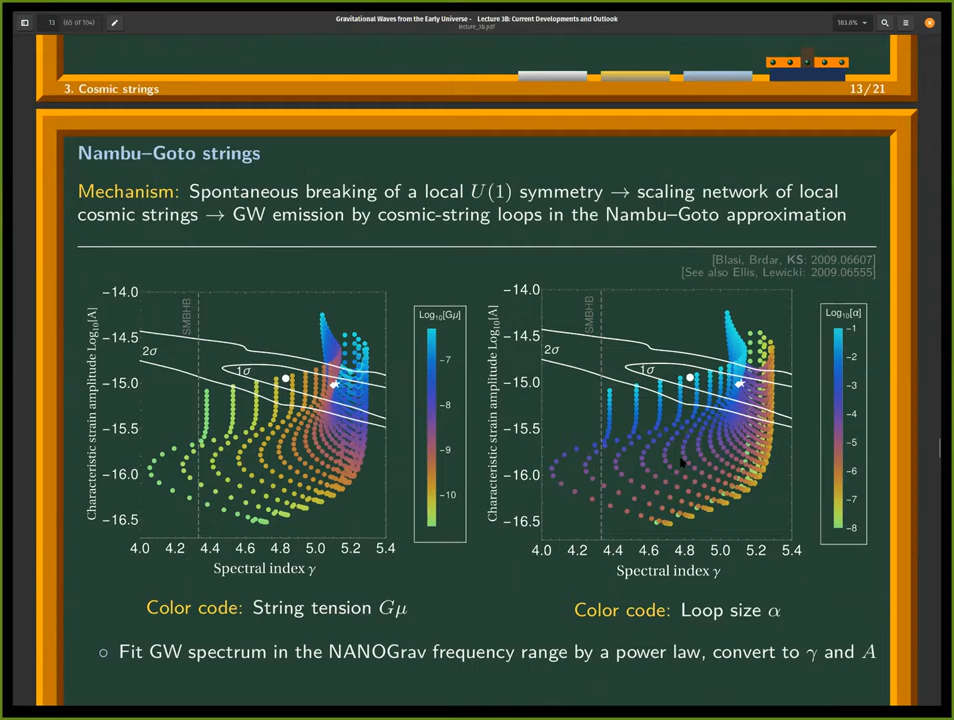 13 (65 of 104)
Gravitational Waves from the Early Universe - Lecture 3B: Current Developments and Outlook
lecture_3b.pdf
183.6%
3. Cosmic strings
13/21
Nambu–Goto strings
Mechanism: Spontaneous breaking of a local U(1) symmetry → scaling network of local
cosmic strings → GW emission by cosmic-string loops in the Nambu–Goto approximation
[Blasi, Brdar, KS: 2009.06607]
[See also Ellis, Lewicki: 2009.06555]
Characteristic strain amplitude Log₁₀[A]
−14.0
−14.5
−15.0
−15.5
−16.0
−16.5
SMBHB
2σ
1σ
4.0 4.2 4.4 4.6 4.8 5.0 5.2 5.4
Spectral index γ
Log₁₀[Gμ]
−7
−8
−9
−10
Color code: String tension Gμ
Characteristic strain amplitude Log₁₀[A]
−14.0
−14.5
−15.0
−15.5
−16.0
−16.5
SMBHB
2σ
1σ
4.0 4.2 4.4 4.6 4.8 5.0 5.2 5.4
Spectral index γ
Log₁₀[α]
−1
−2
−3
−4
−5
−6
−7
−8
Color code: Loop size α
○ Fit GW spectrum in the NANOGrav frequency range by a power law, convert to γ and A